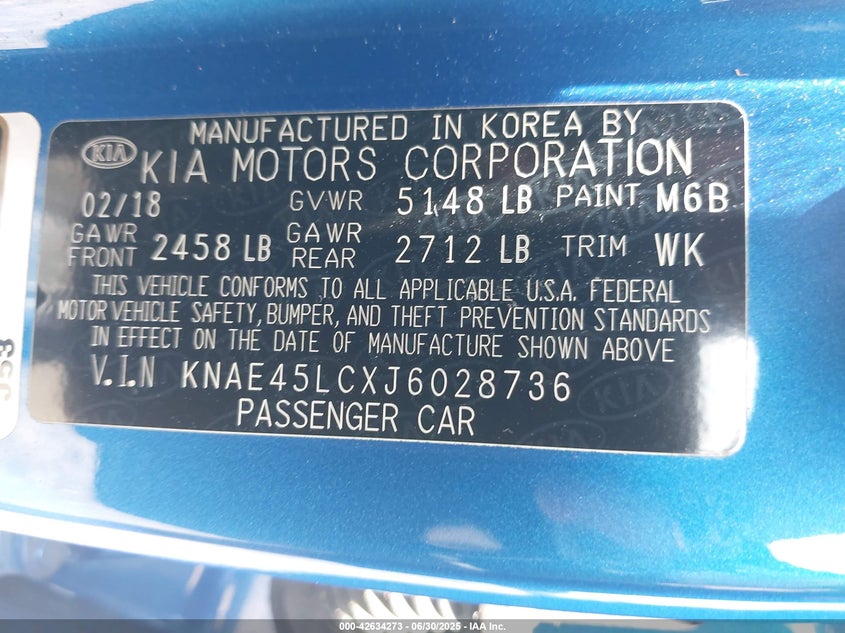 MANUFACTURED IN KOREA BY
KIA KIA MOTORS CORPORATION
02/18 GVWR 5148 LB PAINT M6B
GAWR FRONT 2458 LB GAWR REAR 2712 LB TRIM WK
THIS VEHICLE CONFORMS TO ALL APPLICABLE U.S.A. FEDERAL
MOTOR VEHICLE SAFETY, BUMPER, AND THEFT PREVENTION STANDARDS
IN EFFECT ON THE DATE OF MANUFACTURE SHOWN ABOVE
V.I.N KNAE45LCXJ6028736
PASSENGER CAR
000-42634273 - 06/30/2025 - IAA Inc.